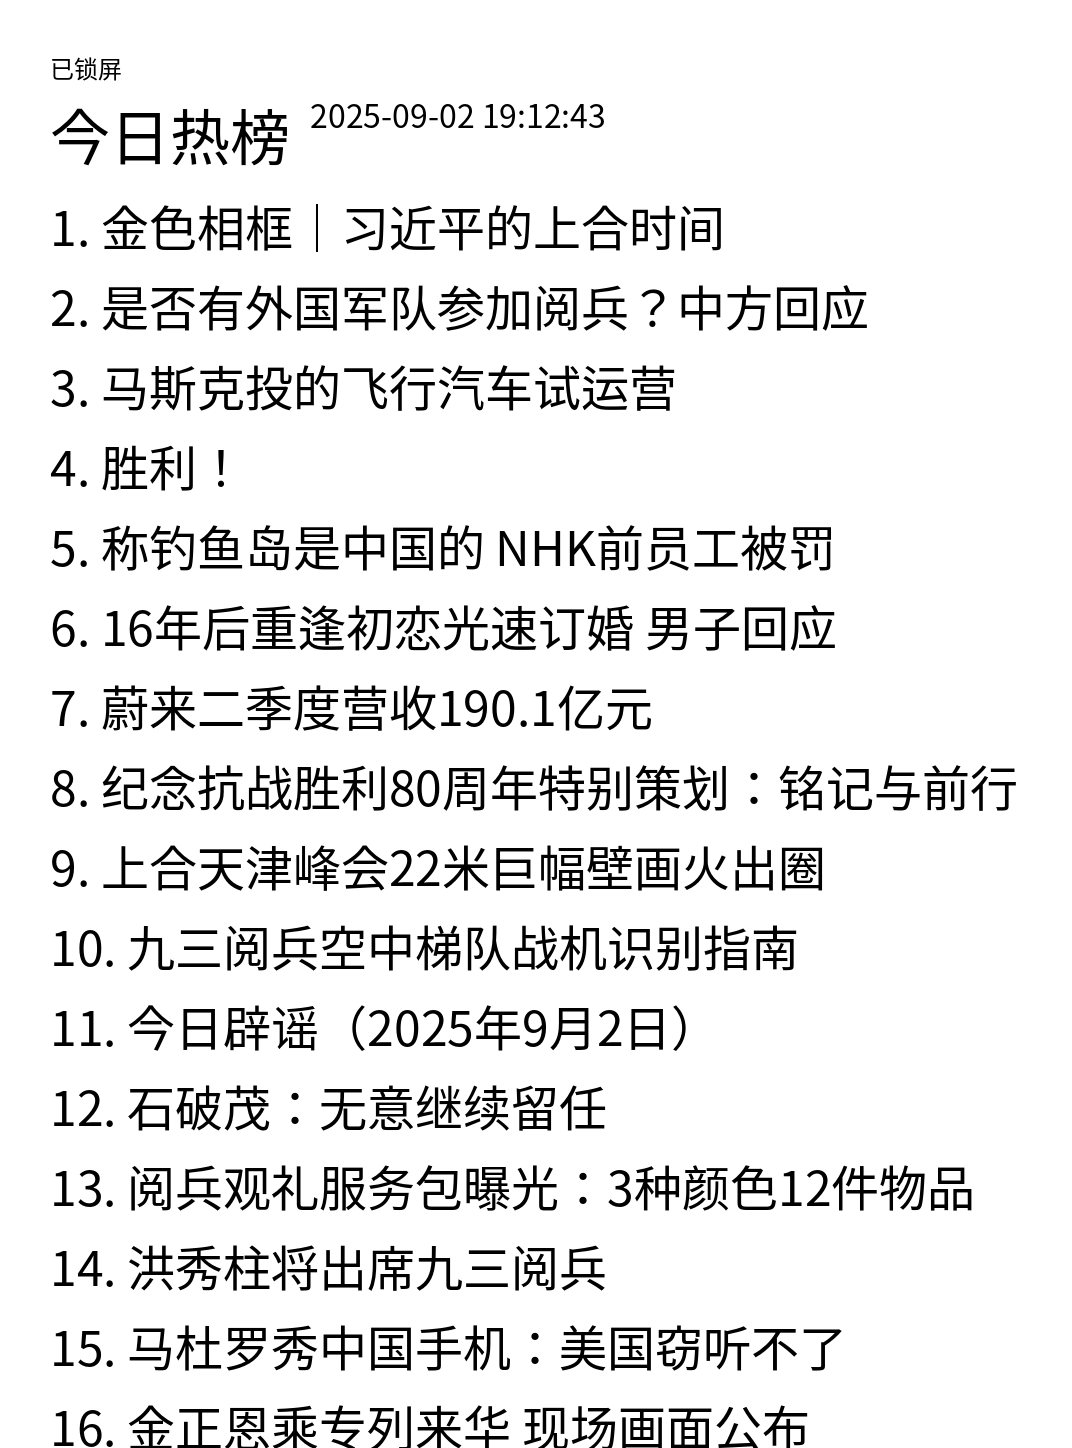 已锁屏
今日热榜 2025-09-02 19:12:43
1. 金色相框｜习近平的上合时间
2. 是否有外国军队参加阅兵？中方回应
3. 马斯克投的飞行汽车试运营
4. 胜利！
5. 称钓鱼岛是中国的 NHK前员工被罚
6. 16年后重逢初恋光速订婚 男子回应
7. 蔚来二季度营收190.1亿元
8. 纪念抗战胜利80周年特别策划：铭记与前行
9. 上合天津峰会22米巨幅壁画火出圈
10. 九三阅兵空中梯队战机识别指南
11. 今日辟谣（2025年9月2日）
12. 石破茂：无意继续留任
13. 阅兵观礼服务包曝光：3种颜色12件物品
14. 洪秀柱将出席九三阅兵
15. 马杜罗秀中国手机：美国窃听不了
16. 金正恩乘专列来华 现场画面公布